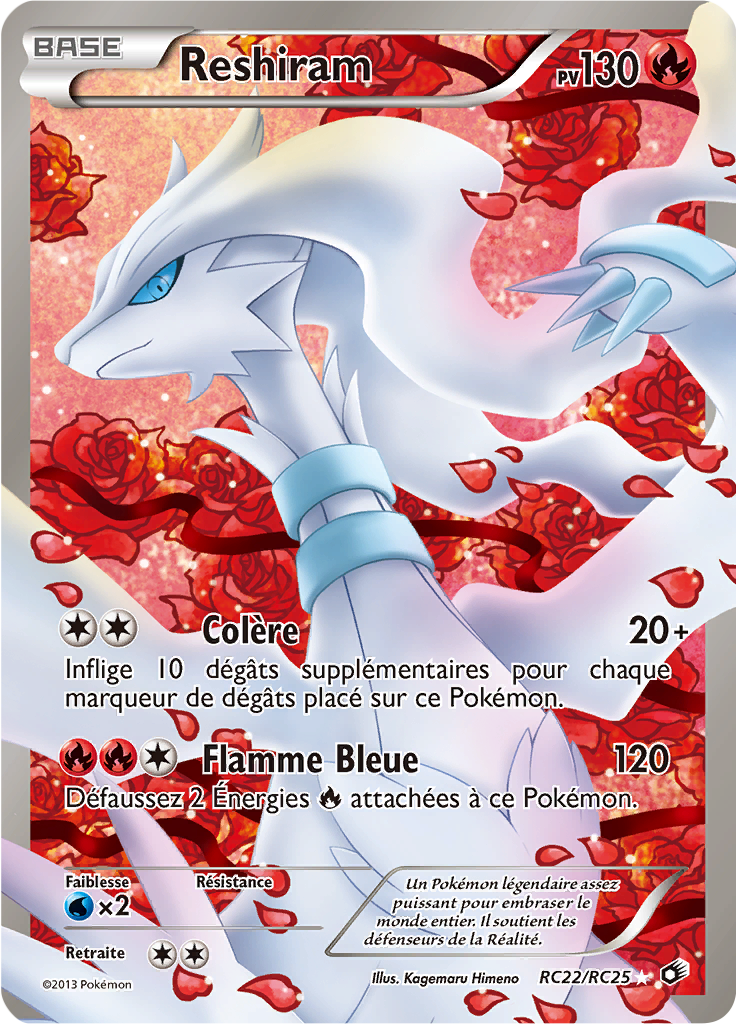 BASE
Reshiram
PV130
Colère 20+
Inflige 10 dégâts supplémentaires pour chaque
marqueur de dégâts placé sur ce Pokémon.
Flamme Bleue 120
Défaussez 2 Énergies attachées à ce Pokémon.
Faiblesse Résistance
×2
Retraite
Un Pokémon légendaire assez
puissant pour embraser le
monde entier. Il soutient les
défenseurs de la Réalité.
©2013 Pokémon
Illus. Kagemaru Himeno RC22/RC25